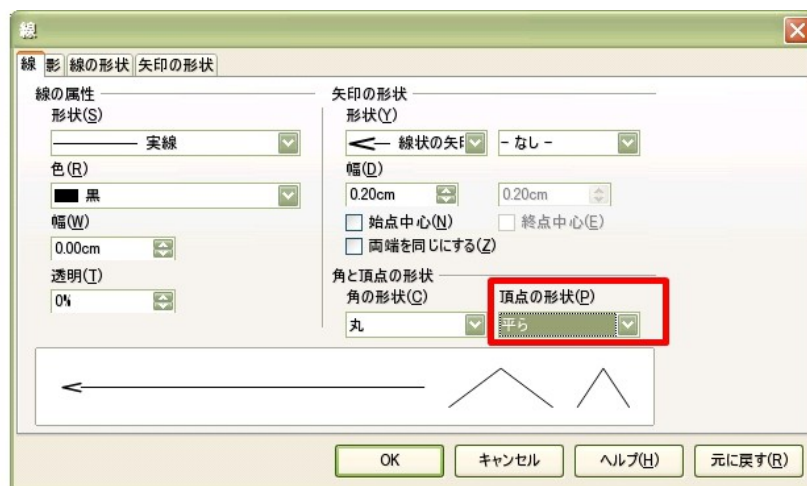 線
線 影 線の形状 矢印の形状
線の属性
形状(S)
実線
色(R)
黒
幅(W)
0.00cm
透明(T)
0%
矢印の形状
形状(Y)
線状の矢印 - なし -
幅(D)
0.20cm 0.20cm
始点中心(N) 終点中心(E)
両端を同じにする(Z)
角と頂点の形状
角の形状(C) 頂点の形状(P)
丸 平ら
OK キャンセル ヘルプ(H) 元に戻す(R)